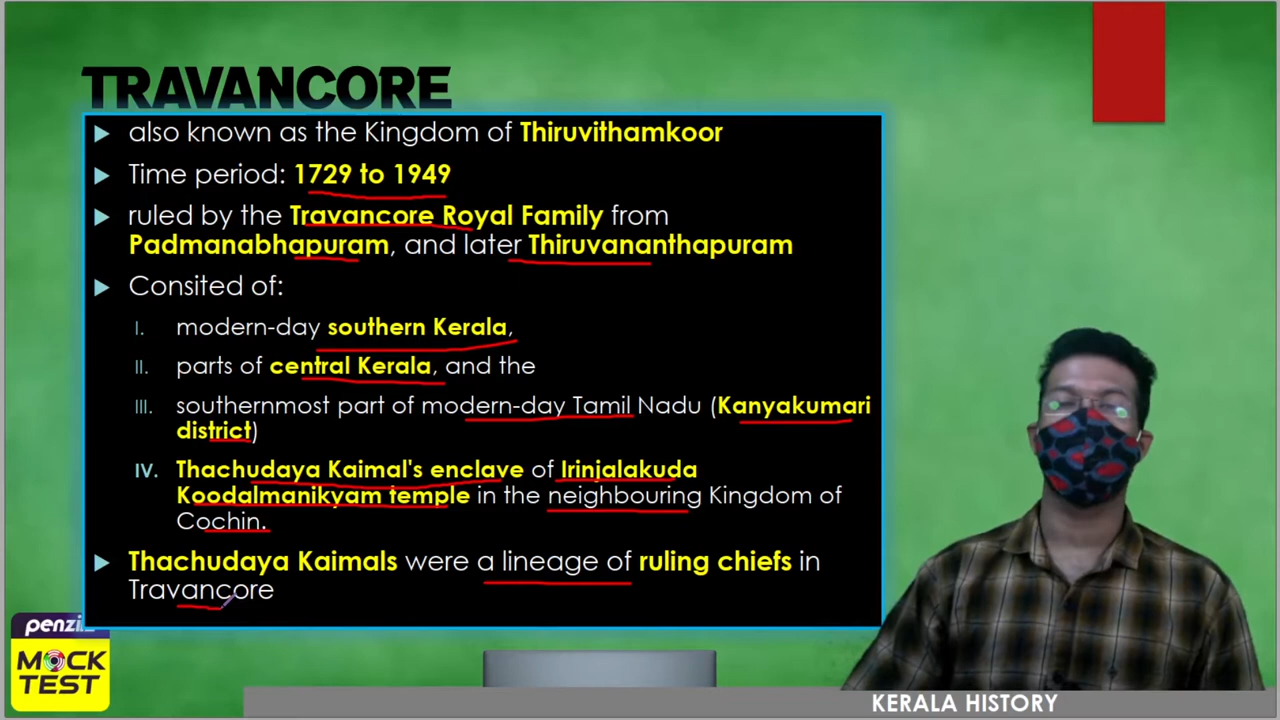 TRAVANCORE
also known as the Kingdom of Thiruvithamkoor
Time period: 1729 to 1949
ruled by the Travancore Royal Family from
Padmanabhapuram, and later Thiruvananthapuram
Consited of:
I. modern-day southern Kerala,
II. parts of central Kerala, and the
III. southernmost part of modern-day Tamil Nadu (Kanyakumari
district)
IV. Thachudaya Kaimal's enclave of Irinjalakuda
Koodalmanikyam temple in the neighbouring Kingdom of
Cochin.
Thachudaya Kaimals were a lineage of ruling chiefs in
Travancore
MOCK
TEST
KERALA HISTORY